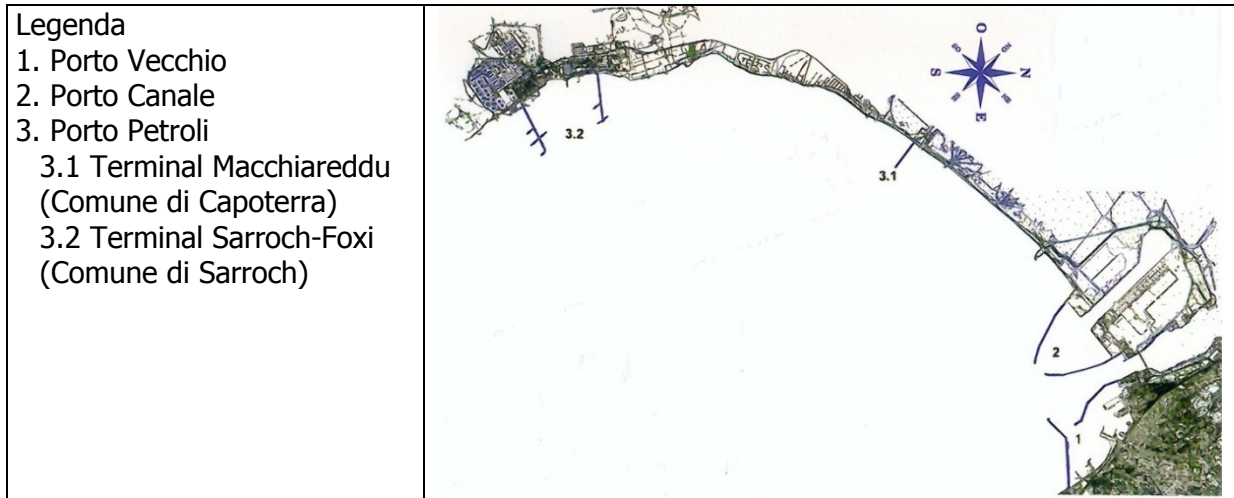 Legenda
1. Porto Vecchio
2. Porto Canale
3. Porto Petroli
3.1 Terminal Macchiareddu
(Comune di Capoterra)
3.2 Terminal Sarroch-Foxi
(Comune di Sarroch)
O
S
N
E
3.2
3.1
2
1